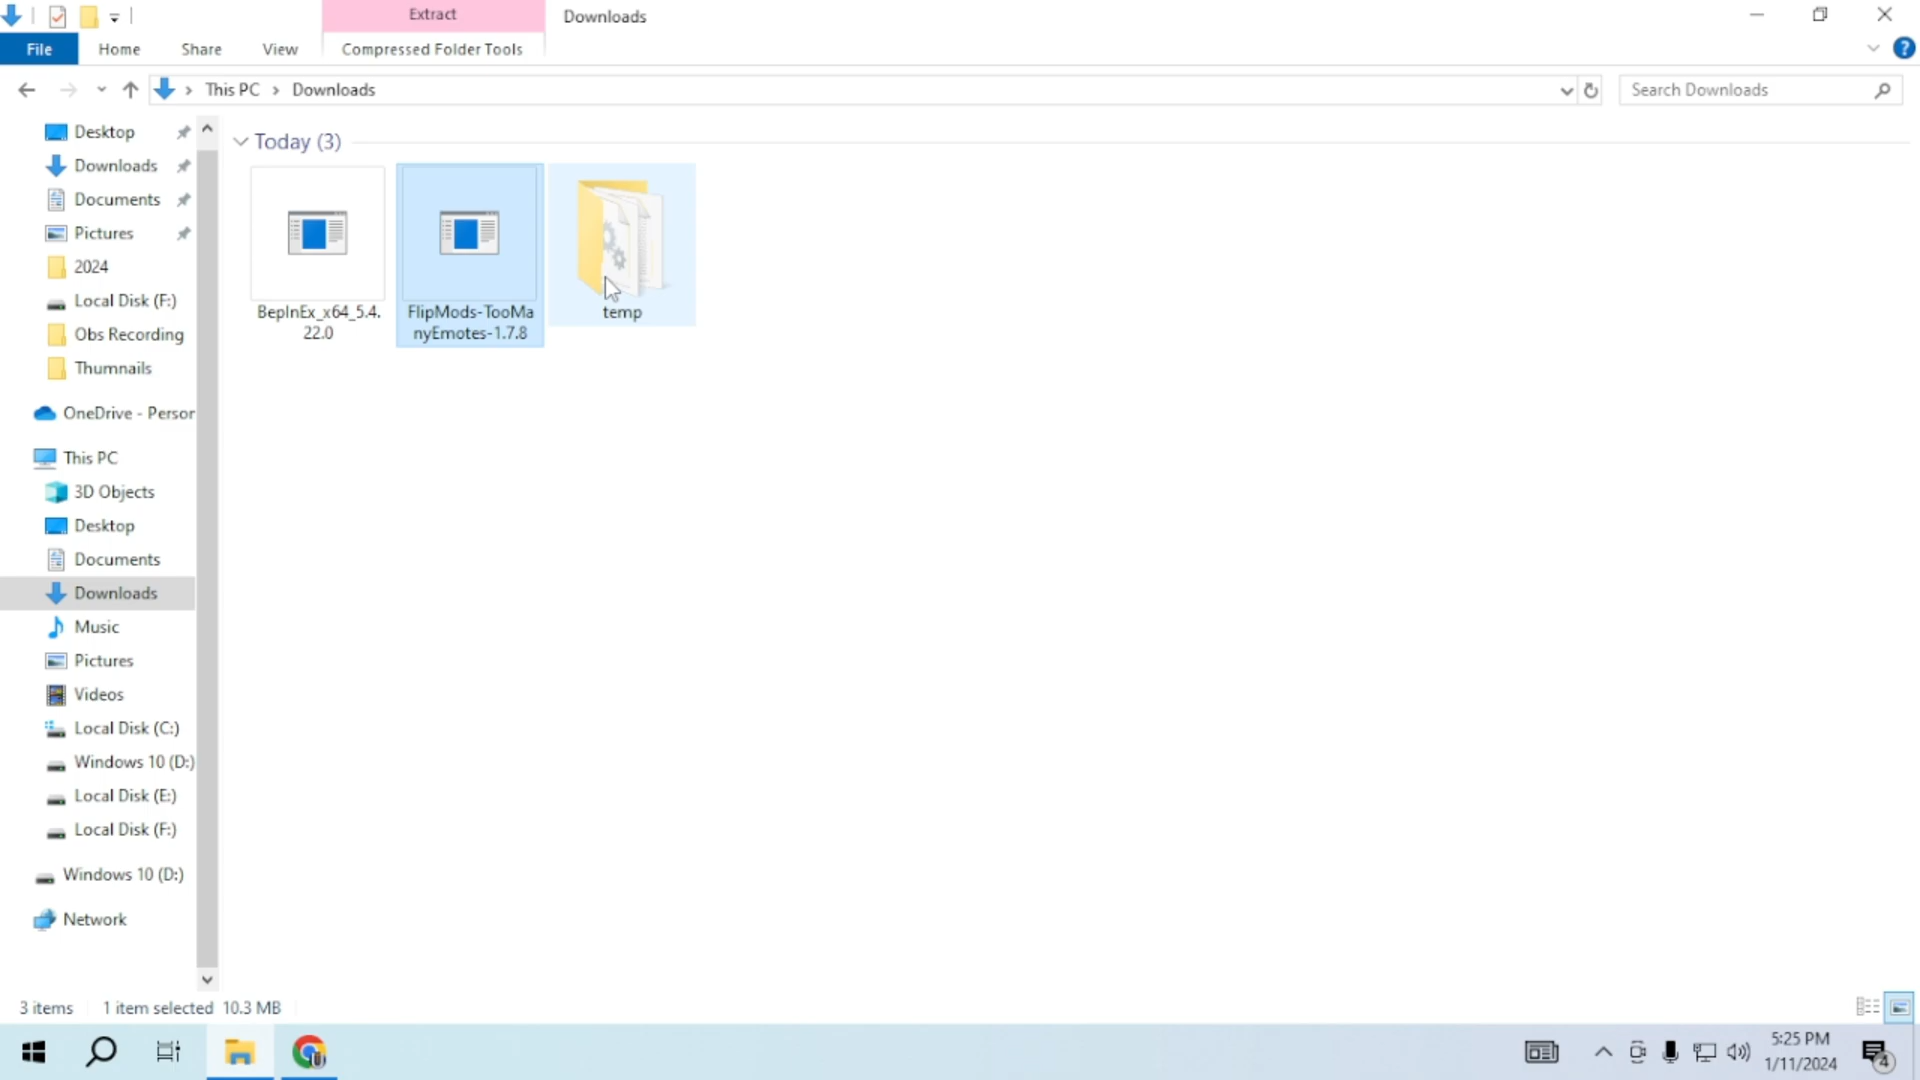 Extract
Downloads
File
Home
Share
View
Compressed Folder Tools
This PC
Downloads
Search Downloads
Desktop
Downloads
Documents
Pictures
2024
Local Disk (F:)
Obs Recording
Thumnails
OneDrive - Person
This PC
3D Objects
Desktop
Documents
Downloads
Music
Pictures
Videos
Local Disk (C:)
Windows 10 (D:)
Local Disk (E:)
Local Disk (F:)
Windows 10 (D:)
Network
Today (3)
BepInEx_x64_5.4.
22.0
FlipMods-TooMa
nyEmotes-1.7.8
temp
3 items
1 item selected 10.3 MB
5:25 PM
1/11/2024
4